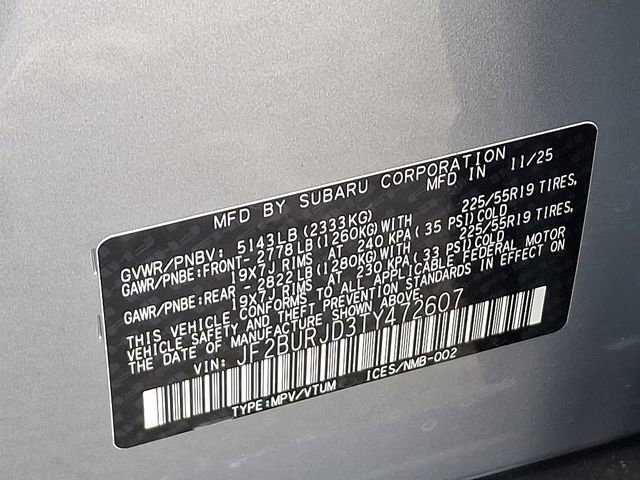 MFD BY SUBARU CORPORATION
MFD IN 11/25
GVWR/PNBV: 5143LB (2333KG)
GAWR/PNBE:FRONT- 2778LB (1260KG) WITH 225/55R19 TIRES,
19X7J RIMS AT 240 KPA( 35 PSI)COLD
GAWR/PNBE:REAR - 2822LB (1280KG) WITH 225/55R19 TIRES,
19X7J RIMS AT 230 KPA (33 PSI)COLD
VEHICLE CONFORMS TO ALL APPLICABLE FEDERAL MOTOR
VEHICLE SAFETY AND THEFT PREVENTION STANDARDS IN EFFECT ON
THE DATE OF MANUFACTURE SHOWN ABOVE.
VIN: JF2BURJD3TY472607
TYPE:MPV/VTUM ICES/NMB-002